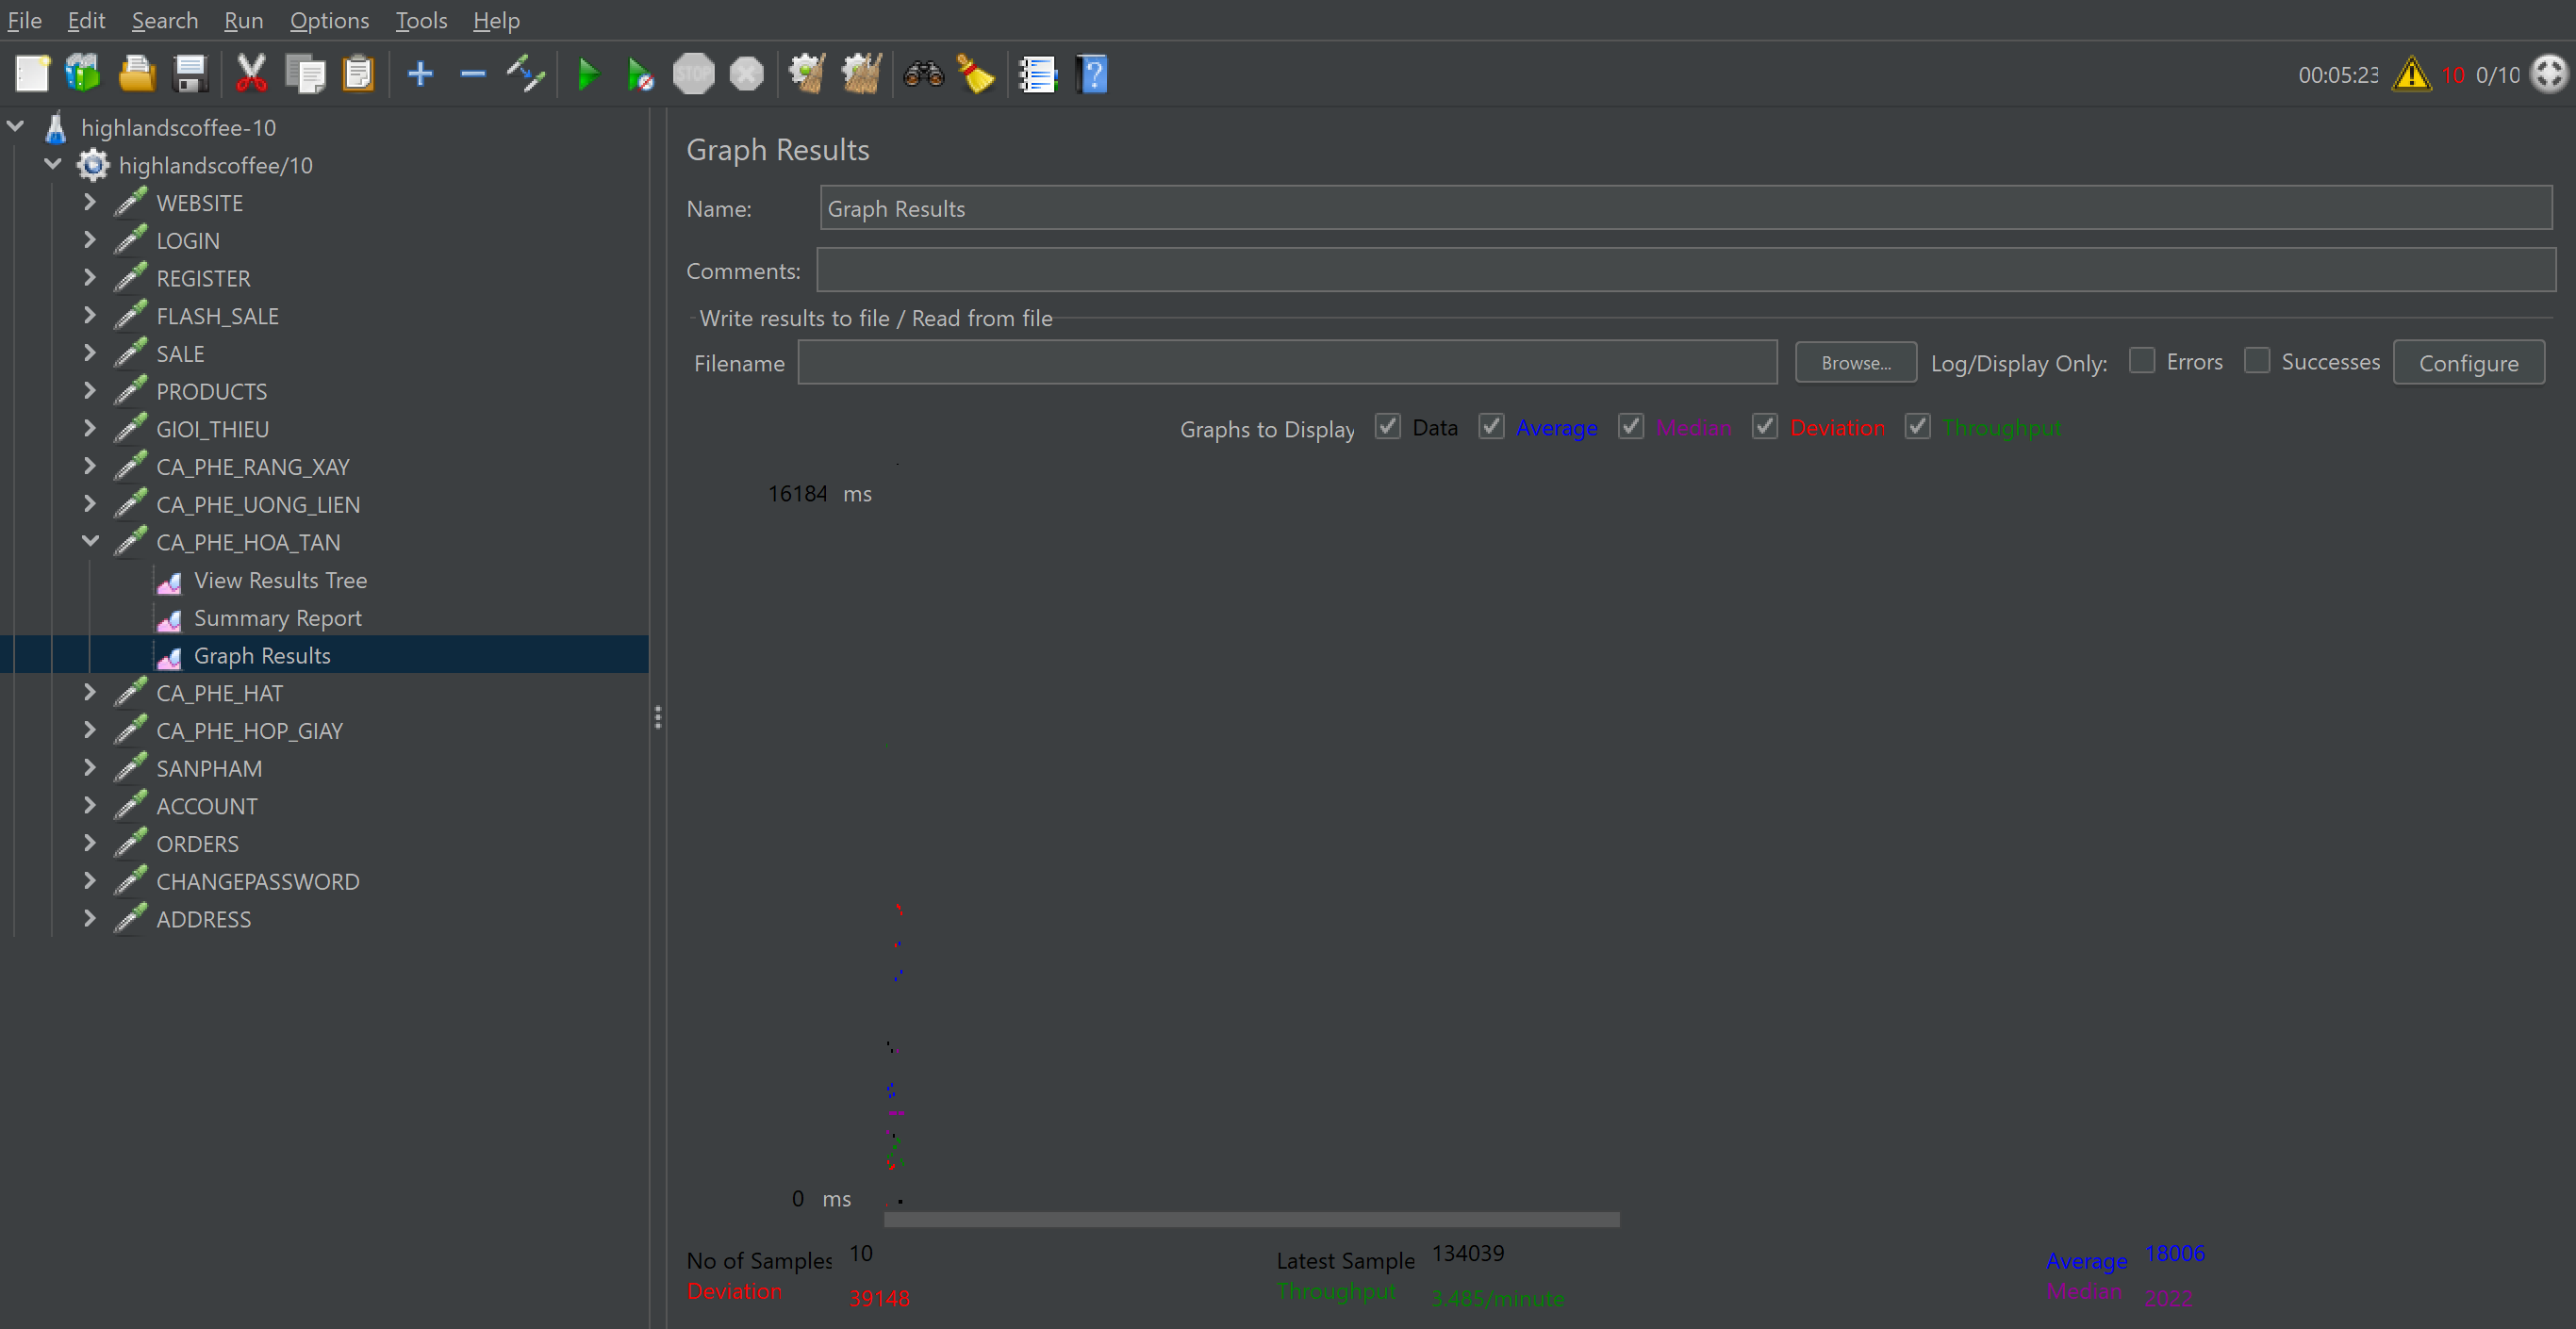 File Edit Search Run Options Tools Help
STOP
00:05:23 10 0/10
highlandscoffee-10
highlandscoffee/10
WEBSITE
LOGIN
REGISTER
FLASH_SALE
SALE
PRODUCTS
GIOI_THIEU
CA_PHE_RANG_XAY
CA_PHE_UONG_LIEN
CA_PHE_HOA_TAN
View Results Tree
Summary Report
Graph Results
CA_PHE_HAT
CA_PHE_HOP_GIAY
SANPHAM
ACCOUNT
ORDERS
CHANGEPASSWORD
ADDRESS
Graph Results
Name: Graph Results
Comments:
Write results to file / Read from file
Filename Browse... Log/Display Only: Errors Successes Configure
Graphs to Display Data Average Median Deviation Throughput
16184 ms
0 ms
No of Samples 10 Latest Sample 134039 Average 18006
Deviation 39148 Throughput 3.485/minute Median 2022